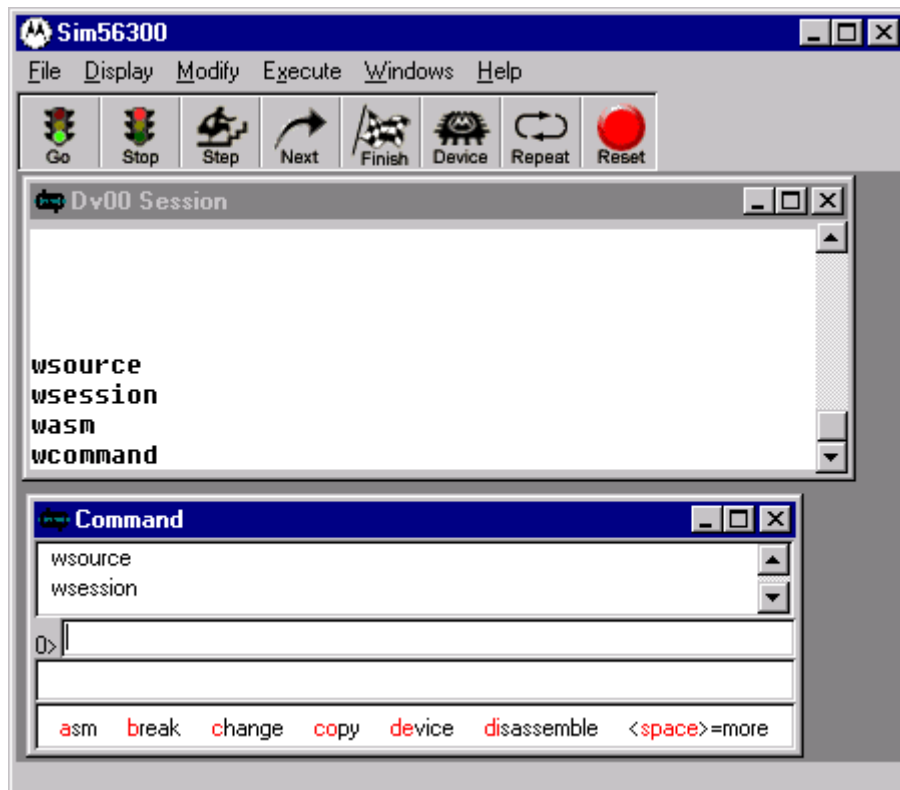 Sim56300
File Display Modify Execute Windows Help
Go Stop Step Next Finish Device Repeat Reset
Dv00 Session
wsource
wsession
wasm
wcommand
Command
wsource
wsession
0>
asm break change copy device disassemble <space>=more